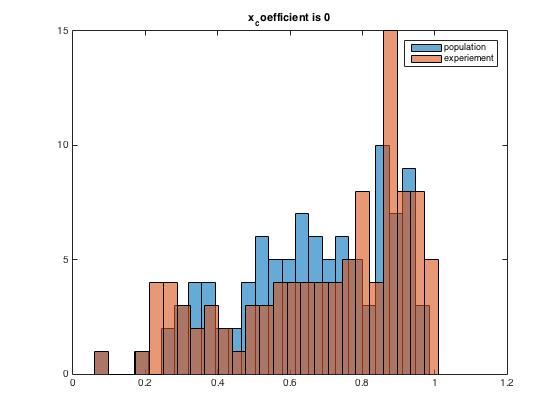 x_coefficient is 0
population
experiement
15
10
5
0
0 0.2 0.4 0.6 0.8 1 1.2